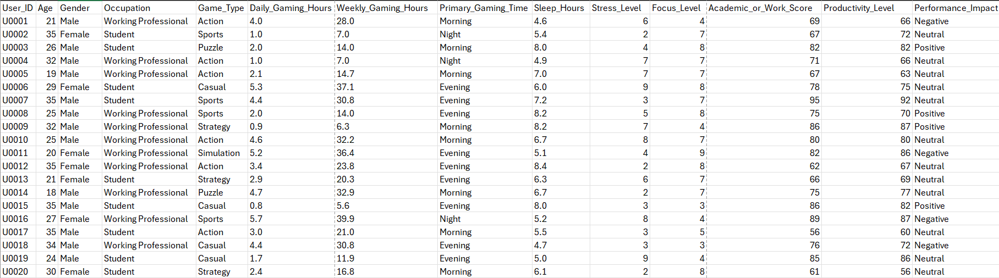 User_ID Age Gender Occupation Game_Type Daily_Gaming_Hours Weekly_Gaming_Hours Primary_Gaming_Time Sleep_Hours Stress_Level Focus_Level Academic_or_Work_Score Productivity_Level Performance_Impact
U0001 21 Male Working Professional Action 4.0 28.0 Morning 4.6 6 4 69 66 Negative
U0002 35 Female Student Sports 1.0 7.0 Night 5.4 2 7 67 72 Neutral
U0003 26 Male Student Puzzle 2.0 14.0 Morning 8.0 4 8 82 82 Positive
U0004 32 Male Working Professional Action 1.0 7.0 Night 4.9 7 7 71 66 Neutral
U0005 19 Male Working Professional Action 2.1 14.7 Morning 7.0 7 7 67 63 Neutral
U0006 29 Female Student Casual 5.3 37.1 Evening 6.0 9 8 78 75 Neutral
U0007 35 Male Student Sports 4.4 30.8 Evening 7.2 3 7 95 92 Neutral
U0008 25 Male Working Professional Sports 2.0 14.0 Evening 8.2 5 8 75 70 Positive
U0009 32 Male Working Professional Strategy 0.9 6.3 Morning 8.2 7 4 86 87 Positive
U0010 25 Male Working Professional Action 4.6 32.2 Morning 6.7 8 7 80 80 Neutral
U0011 20 Female Working Professional Simulation 5.2 36.4 Evening 5.1 4 9 82 86 Negative
U0012 35 Female Working Professional Action 3.4 23.8 Evening 8.4 2 8 62 67 Neutral
U0013 21 Female Student Strategy 2.9 20.3 Evening 6.3 6 7 66 69 Neutral
U0014 18 Male Working Professional Puzzle 4.7 32.9 Morning 6.7 2 7 75 77 Neutral
U0015 35 Male Student Casual 0.8 5.6 Evening 8.0 3 3 86 82 Positive
U0016 27 Female Working Professional Sports 5.7 39.9 Night 5.2 8 4 89 87 Negative
U0017 35 Male Student Action 3.0 21.0 Morning 5.5 3 5 56 60 Neutral
U0018 34 Male Working Professional Casual 4.4 30.8 Evening 4.7 3 3 76 72 Negative
U0019 24 Male Student Casual 1.7 11.9 Evening 5.0 9 4 85 86 Neutral
U0020 30 Female Student Strategy 2.4 16.8 Morning 6.1 2 8 61 56 Neutral